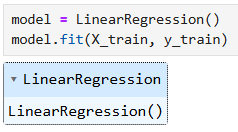 model = LinearRegression()
model.fit(X_train, y_train)
▾ LinearRegression
LinearRegression()